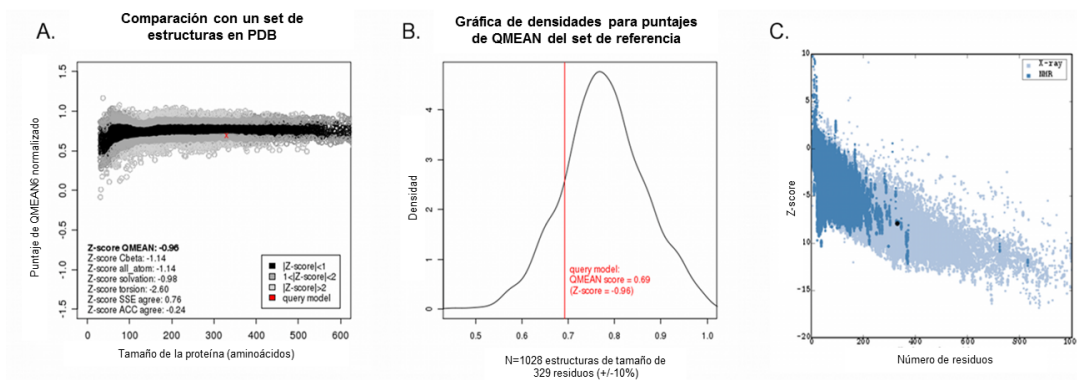 A.
Comparación con un set de
estructuras en PDB
Puntaje de QMEAN6 normalizado
1.5
1.0
0.5
0.0
-0.5
-1.0
-1.5
Z-score QMEAN: -0.96
Z-score Cbeta: -1.14
Z-score all_atom: -1.14
Z-score solvation: -0.98
Z-score torsion: -2.60
Z-score SSE agree: 0.76
Z-score ACC agree: -0.24
|Z-score|<1
1<|Z-score|<2
|Z-score|>2
query model
0 100 200 300 400 500 600
Tamaño de la proteína (aminoácidos)
B.
Gráfica de densidades para puntajes
de QMEAN del set de referencia
Densidad
4
3
2
1
0
query model:
QMEAN score = 0.69
(Z-score = -0.96)
0.5 0.6 0.7 0.8 0.9 1.0
N=1028 estructuras de tamaño de
329 residuos (+/-10%)
C.
Z-score
10
5
0
-5
-10
-15
-20
X-ray
NMR
0 200 400 600 800 100
Número de residuos